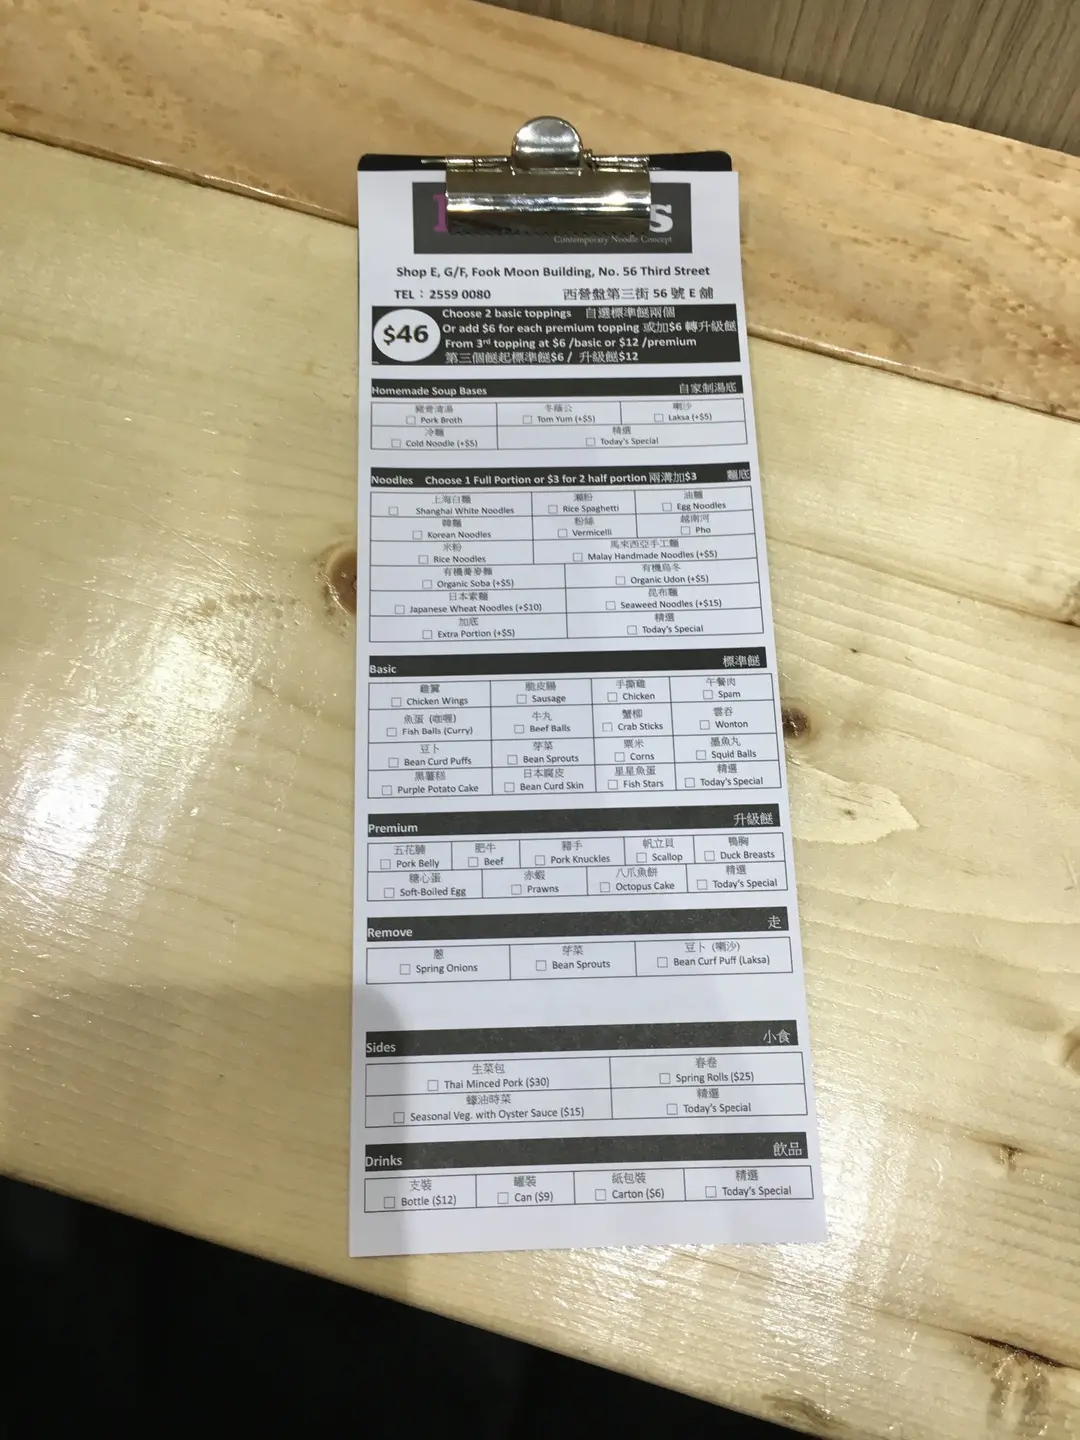 s
Contemporary Noodle Concept
Shop E, G/F, Fook Moon Building, No. 56 Third Street
TEL：2559 0080 西營盤第三街 56 號 E 舖
$46
Choose 2 basic toppings 自選標準餸兩個
Or add $6 for each premium topping 或加$6 轉升級餸
From 3rd topping at $6 /basic or $12 /premium
第三個餸起標準餸$6 / 升級餸$12
Homemade Soup Bases 自家制湯底
豬骨清湯 冬蔭公 喇沙
Pork Broth Tom Yum (+$5) Laksa (+$5)
冷麵 精選
Cold Noodle (+$5) Today's Special
Noodles Choose 1 Full Portion or $3 for 2 half portion 兩溝加$3 麵底
上海白麵 瀨粉 油麵
Shanghai White Noodles Rice Spaghetti Egg Noodles
韓麵 粉絲 越南河
Korean Noodles Vermicelli Pho
米粉 馬來西亞手工麵
Rice Noodles Malay Handmade Noodles (+$5)
有機蕎麥麵 有機烏冬
Organic Soba (+$5) Organic Udon (+$5)
日本素麵 昆布麵
Japanese Wheat Noodles (+$10) Seaweed Noodles (+$15)
加底 精選
Extra Portion (+$5) Today's Special
Basic 標準餸
雞翼 脆皮腸 手撕雞 午餐肉
Chicken Wings Sausage Chicken Spam
魚蛋 (咖喱) 牛丸 蟹柳 雲吞
Fish Balls (Curry) Beef Balls Crab Sticks Wonton
豆卜 芽菜 粟米 墨魚丸
Bean Curd Puffs Bean Sprouts Corns Squid Balls
黑薯糕 日本腐皮 星星魚蛋 精選
Purple Potato Cake Bean Curd Skin Fish Stars Today's Special
Premium 升級餸
五花腩 肥牛 豬手 帆立貝 鴨胸
Pork Belly Beef Pork Knuckles Scallop Duck Breasts
糖心蛋 赤蝦 八爪魚餅 精選
Soft-Boiled Egg Prawns Octopus Cake Today's Special
Remove 走
蔥 芽菜 豆卜 (喇沙)
Spring Onions Bean Sprouts Bean Curf Puff (Laksa)
Sides 小食
生菜包 春卷
Thai Minced Pork ($30) Spring Rolls ($25)
蠔油時菜 精選
Seasonal Veg. with Oyster Sauce ($15) Today's Special
Drinks 飲品
支裝 罐裝 紙包裝 精選
Bottle ($12) Can ($9) Carton ($6) Today's Special